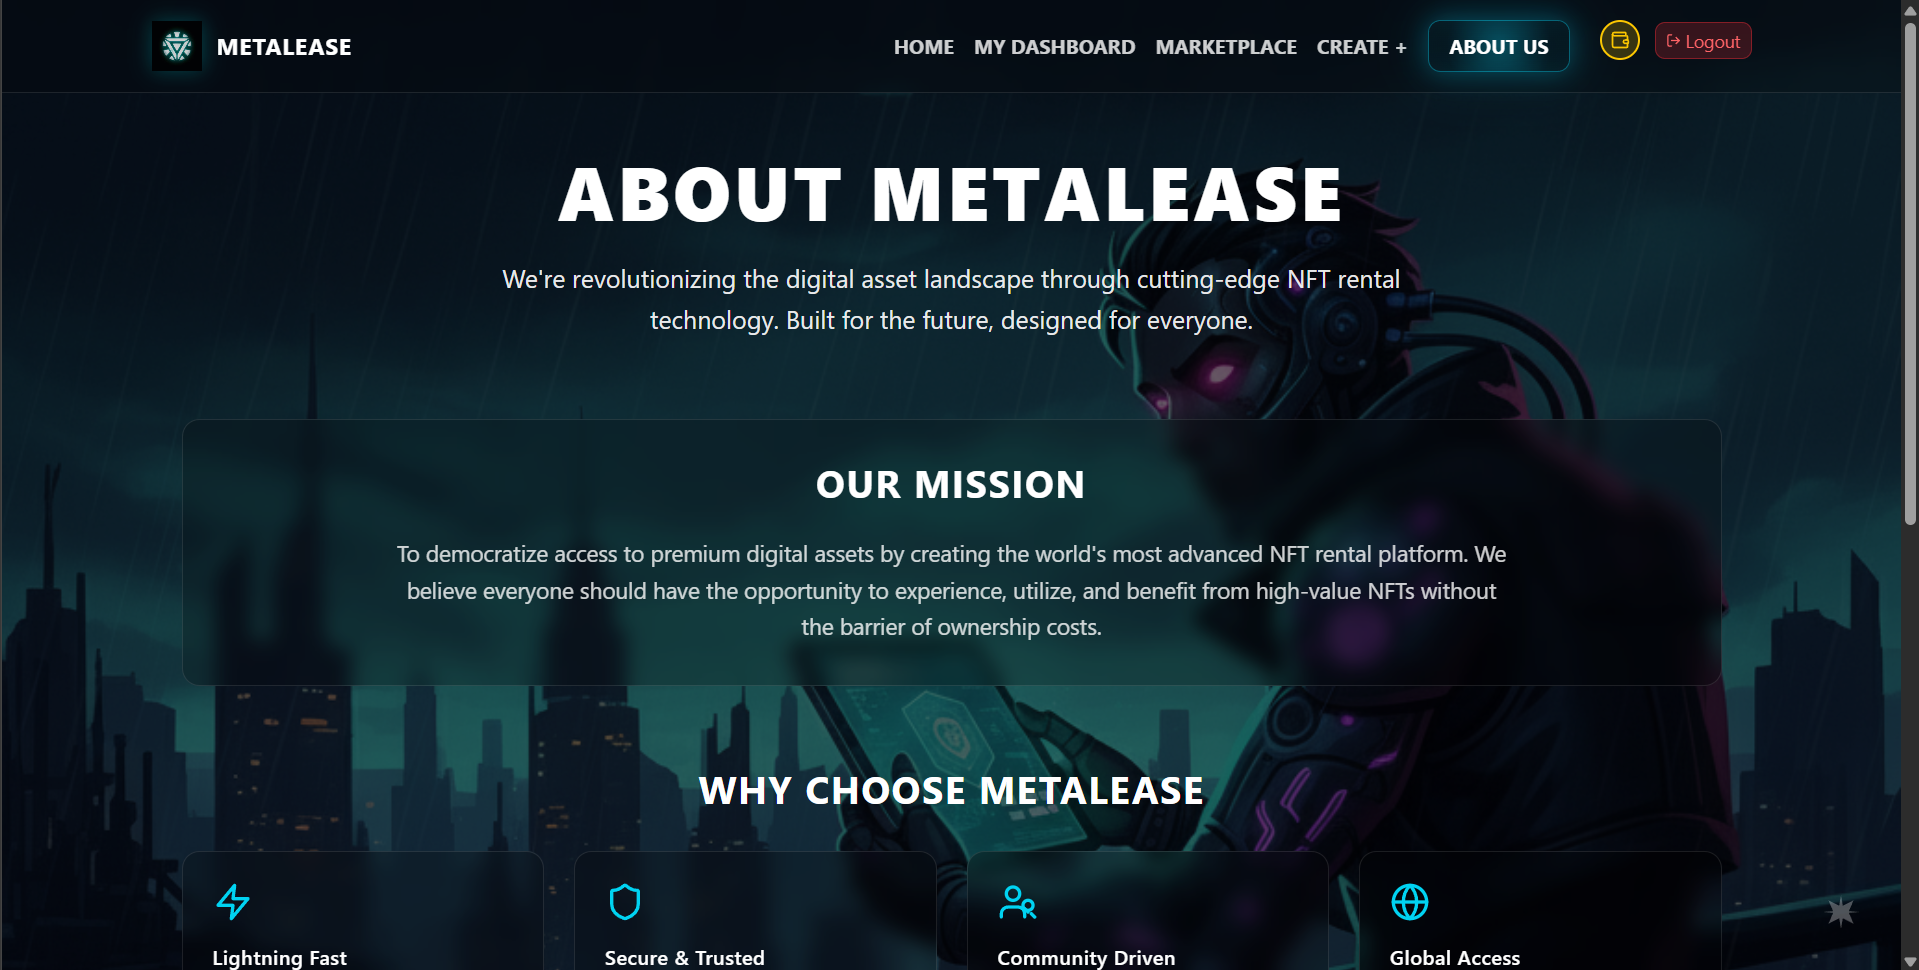 METALEASE
HOME MY DASHBOARD MARKETPLACE CREATE + ABOUT US Logout
ABOUT METALEASE
We're revolutionizing the digital asset landscape through cutting-edge NFT rental
technology. Built for the future, designed for everyone.
OUR MISSION
To democratize access to premium digital assets by creating the world's most advanced NFT rental platform. We
believe everyone should have the opportunity to experience, utilize, and benefit from high-value NFTs without
the barrier of ownership costs.
WHY CHOOSE METALEASE
Lightning Fast
Secure & Trusted
Community Driven
Global Access